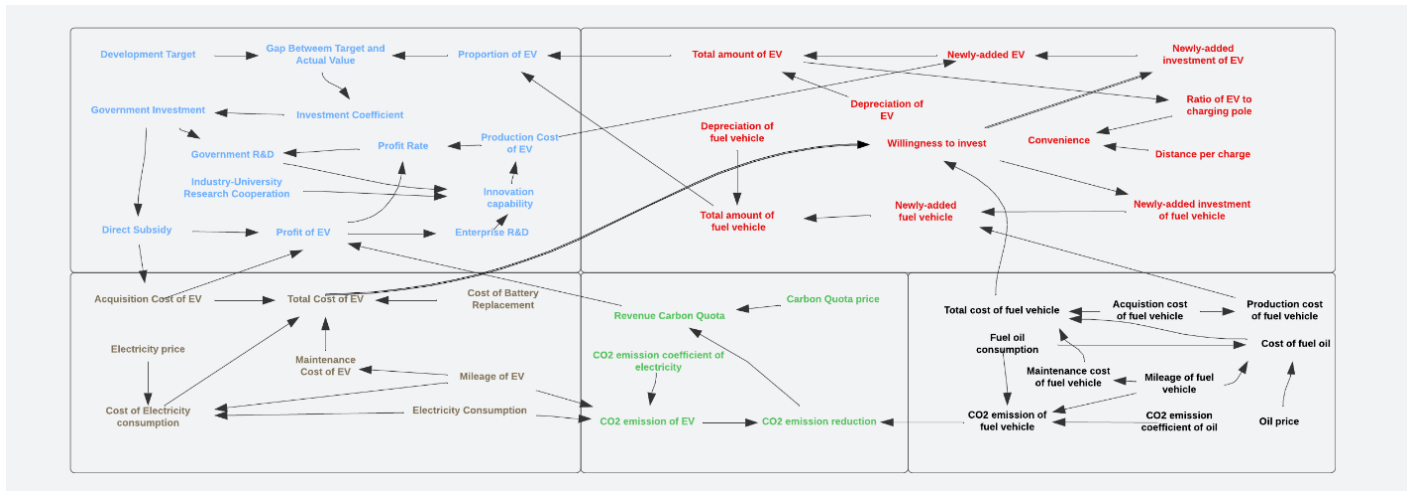 Development Target
Gap Betweem Target and
Actual Value
Proportion of EV
Government Investment
Investment Coefficient
Government R&D
Profit Rate
Production Cost
of EV
Industry-University
Research Cooperation
Innovation
capability
Direct Subsidy
Profit of EV
Enterprise R&D
Total amount of EV
Newly-added EV
Newly-added
investment of EV
Depreciation of
EV
Ratio of EV to
charging pole
Depreciation of
fuel vehicle
Willingness to invest
Convenience
Distance per charge
Total amount of
fuel vehicle
Newly-added
fuel vehicle
Newly-added investment
of fuel vehicle
Acquisition Cost of EV
Total Cost of EV
Cost of Battery
Replacement
Electricity price
Maintenance
Cost of EV
Mileage of EV
Cost of Electricity
consumption
Electricity Consumption
Carbon Quota price
Revenue Carbon Quota
CO2 emission coefficient of
electricity
CO2 emission of EV
CO2 emission reduction
Total cost of fuel vehicle
Acquistion cost
of fuel vehicle
Production cost
of fuel vehicle
Fuel oil
consumption
Cost of fuel oil
Maintenance cost
of fuel vehicle
Mileage of fuel
vehicle
CO2 emission of
fuel vehicle
CO2 emission
coefficient of oil
Oil price